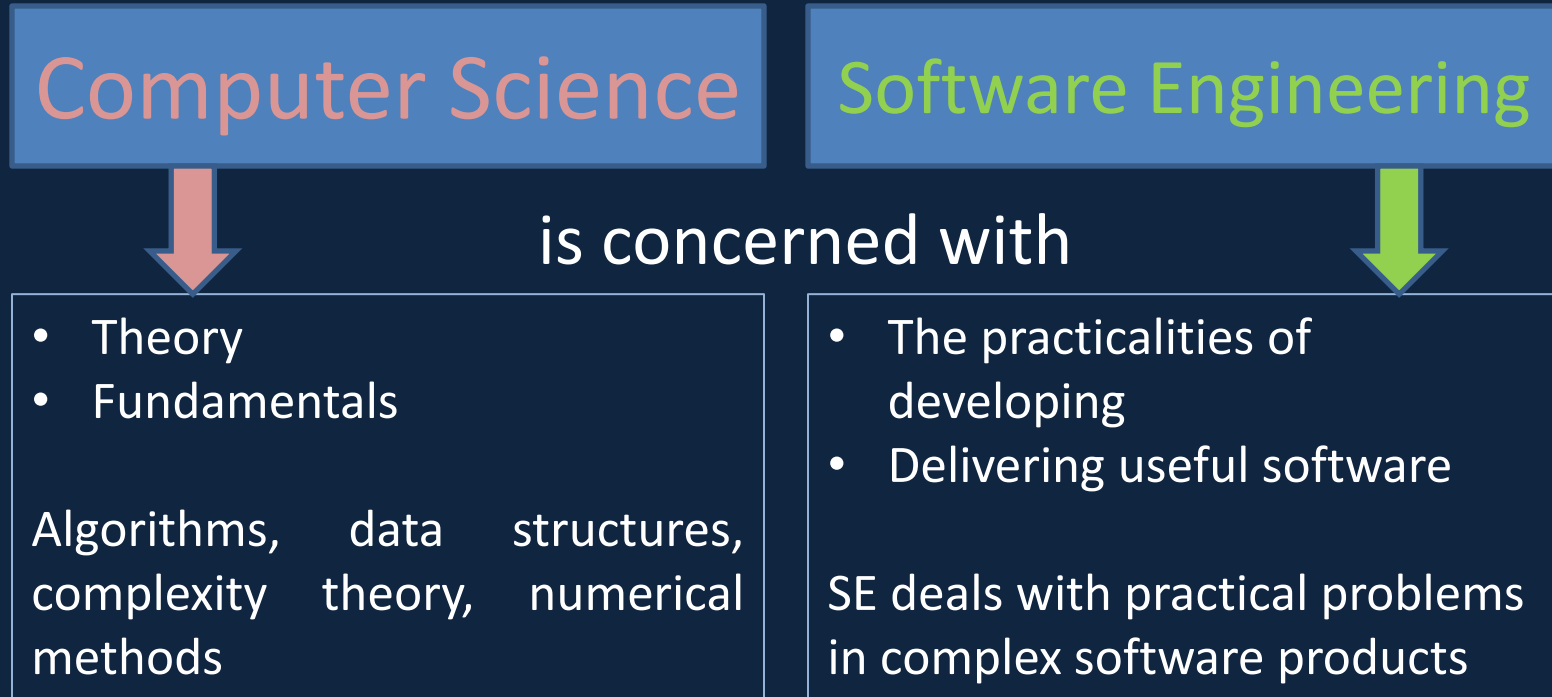 Computer Science
Software Engineering
is concerned with
• Theory
• Fundamentals
Algorithms, data structures,
complexity theory, numerical
methods
• The practicalities of
developing
• Delivering useful software
SE deals with practical problems
in complex software products